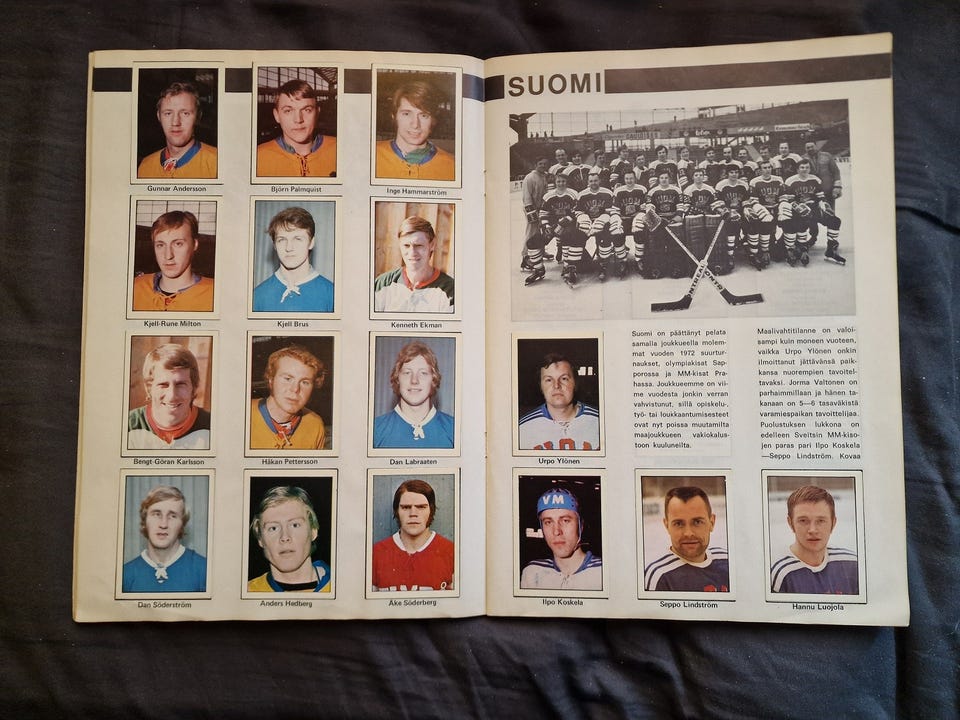 Gunnar Andersson
Björn Palmquist
Inge Hammarström
Kjell-Rune Milton
Kjell Brus
Kenneth Ekman
Bengt-Göran Karlsson
Håkan Pettersson
Dan Labraaten
Dan Söderström
Anders Hedberg
Åke Söderberg
SUOMI
Suomi on päättänyt pelata
samalla joukkueella molem-
mat vuoden 1972 suurtur-
naukset, olympiakisat Sap-
porossa ja MM-kisat Pra-
hassa. Joukkueemme on vii-
me vuodesta jonkin verran
vahvistunut, sillä opiskelu-,
työ- tai loukkaantumisesteet
ovat nyt poissa muutamilta
maajoukkueen vakiokalus-
toon kuuluneilta.
Maalivahtitilanne on valoi-
sampi kuin moneen vuoteen,
vaikka Urpo Ylönen onkin
ilmoittanut jättävänsä paik-
kansa nuorempien tavoitel-
tavaksi. Jorma Valtonen on
parhaimmillaan ja hänen ta-
kanaan on 5—6 tasaväkistä
varamiespaikan tavoittelijaa.
Puolustuksen lukkona on
edelleen Sveitsin MM-kiso-
jen paras pari Ilpo Koskela
—Seppo Lindström. Kovaa
Urpo Ylönen
VM
Ilpo Koskela
Seppo Lindström
Hannu Luojola